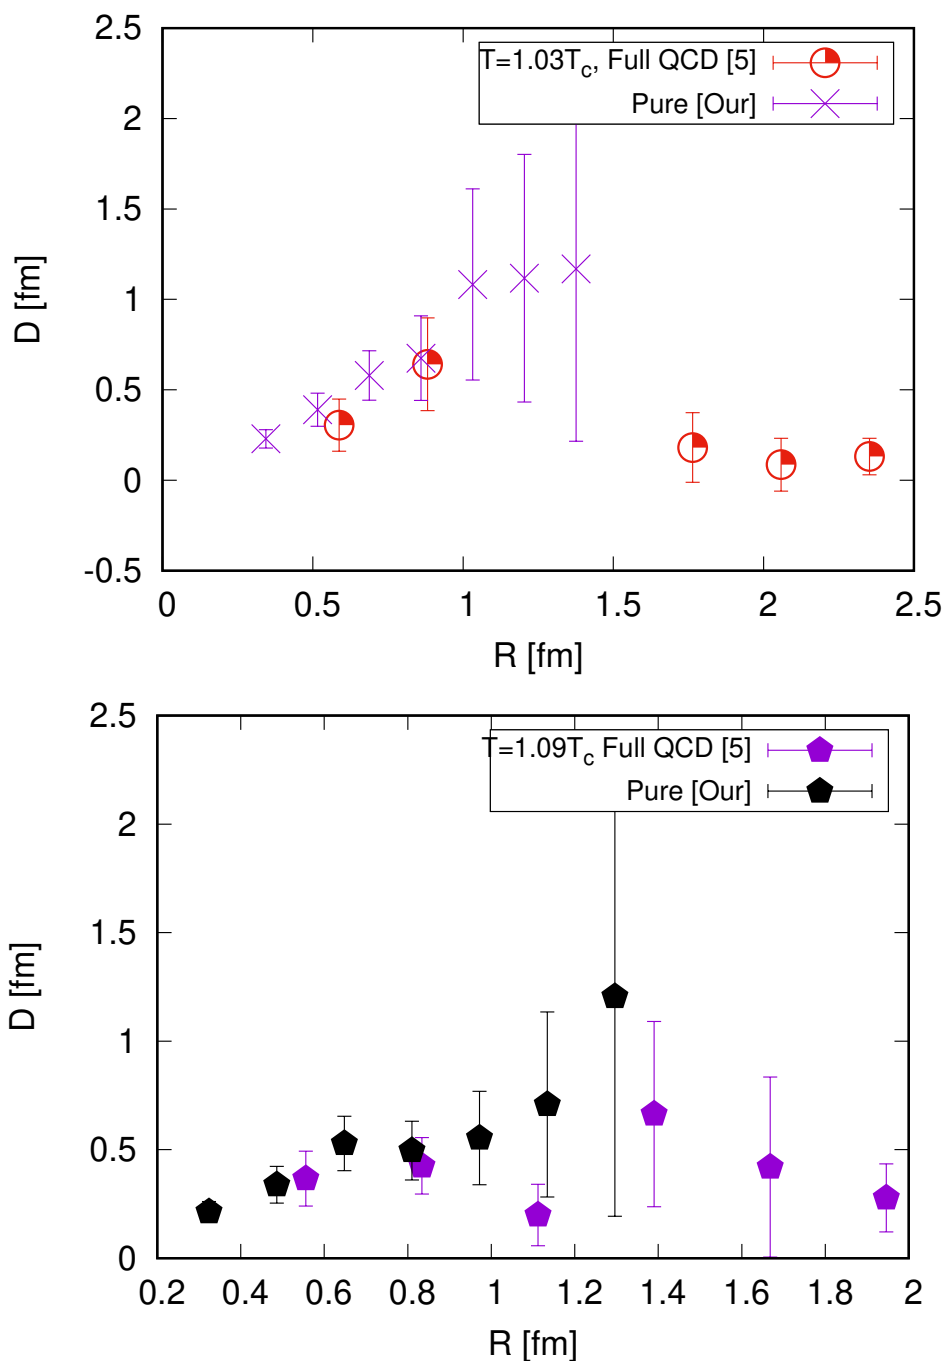 2.5
T=1.03T_c, Full QCD [5]
Pure [Our]
2
1.5
1
0.5
0
-0.5
D [fm]
0 0.5 1 1.5 2 2.5
R [fm]
2.5
T=1.09T_c Full QCD [5]
Pure [Our]
2
1.5
1
0.5
0
D [fm]
0.2 0.4 0.6 0.8 1 1.2 1.4 1.6 1.8 2
R [fm]